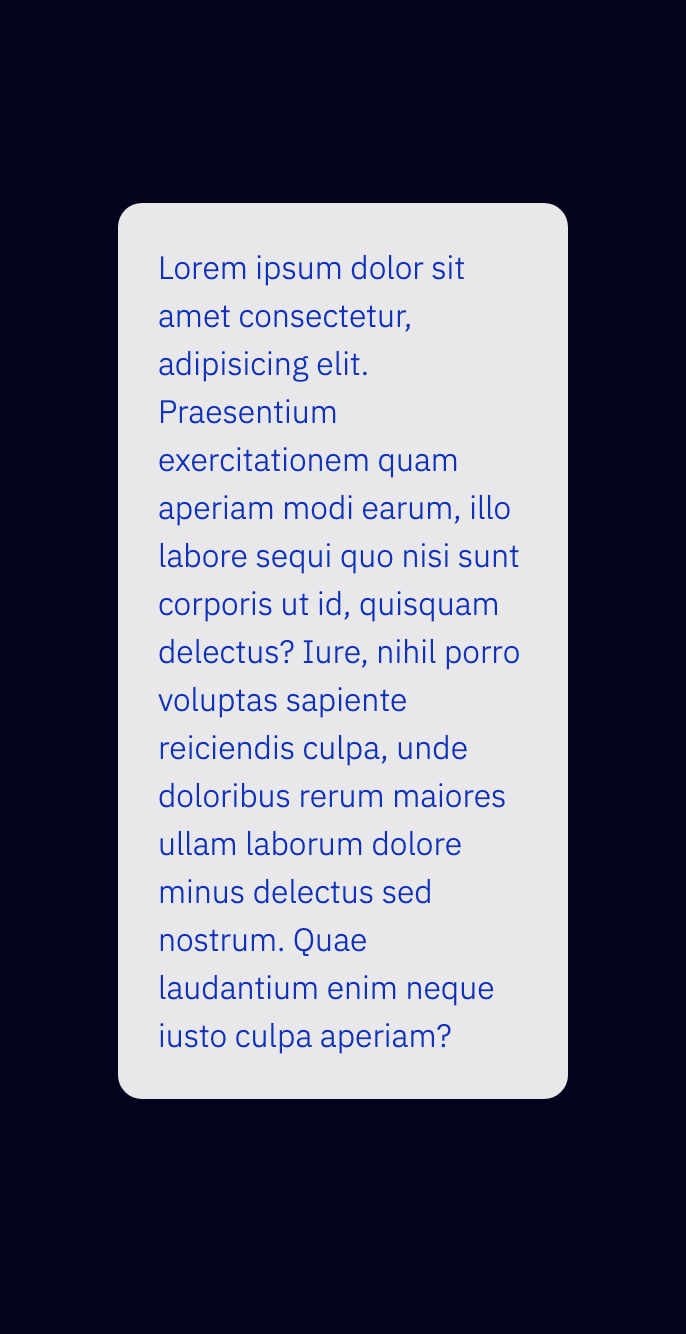 Lorem ipsum dolor sit
amet consectetur,
adipisicing elit.
Praesentium
exercitationem quam
aperiam modi earum, illo
labore sequi quo nisi sunt
corporis ut id, quisquam
delectus? Iure, nihil porro
voluptas sapiente
reiciendis culpa, unde
doloribus rerum maiores
ullam laborum dolore
minus delectus sed
nostrum. Quae
laudantium enim neque
iusto culpa aperiam?